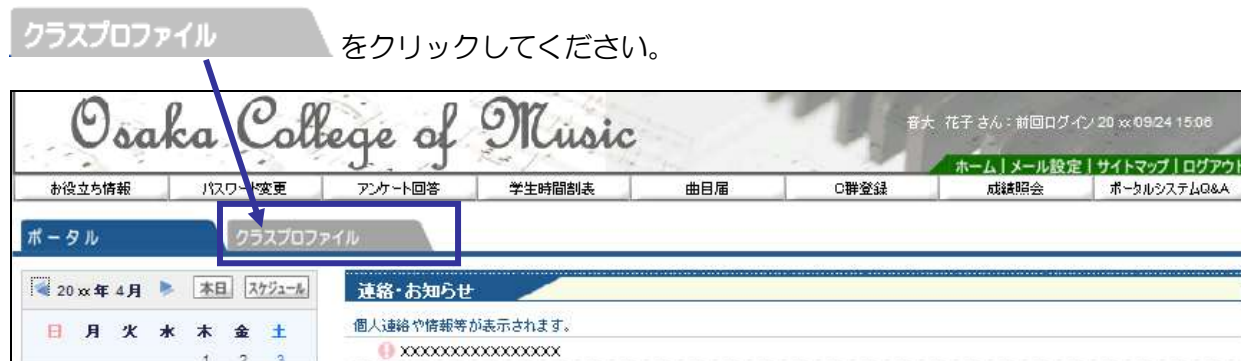 クラスプロファイル をクリックしてください。
Osaka College of Music
音大 花子 さん：前回ログイン 20 xx 09/24 15:06
ホーム | メール設定 | サイトマップ | ログアウト
お役立ち情報 パスワード変更 アンケート回答 学生時間割表 曲目届 C群登録 成績照会 ポータルシステムQ&A
ポータル クラスプロファイル
20 xx 年 4月 本日 スケジュール 連絡・お知らせ
日 月 火 水 木 金 土 個人連絡や情報等が表示されます。
1 2 3 XXXXXXXXXXXXXXXX